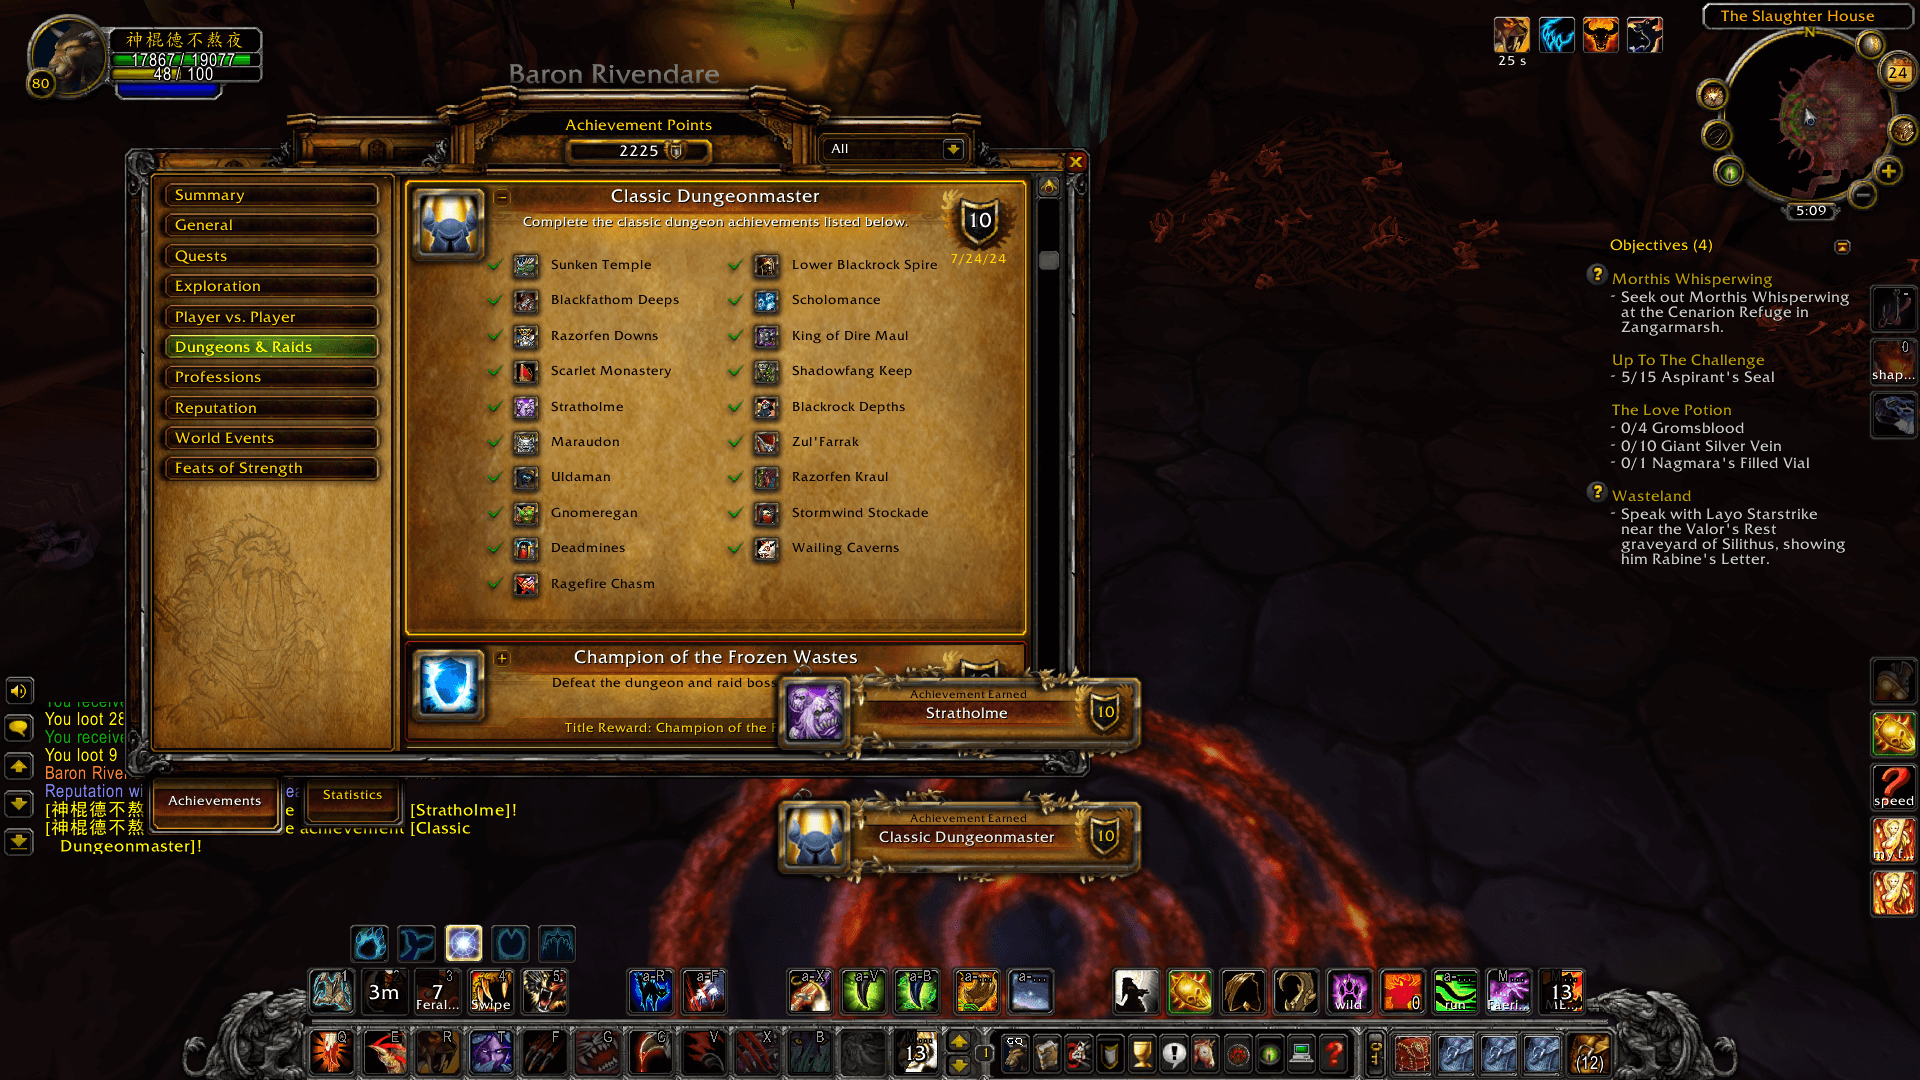 神棍德不熬夜
17867 / 19077
48 / 100
80
Baron Rivendare
Achievement Points
2225
All
Summary
General
Quests
Exploration
Player vs. Player
Dungeons & Raids
Professions
Reputation
World Events
Feats of Strength
Classic Dungeonmaster
Complete the classic dungeon achievements listed below.
10
7/24/24
Sunken Temple
Lower Blackrock Spire
Blackfathom Deeps
Scholomance
Razorfen Downs
King of Dire Maul
Scarlet Monastery
Shadowfang Keep
Stratholme
Blackrock Depths
Maraudon
Zul'Farrak
Uldaman
Razorfen Kraul
Gnomeregan
Stormwind Stockade
Deadmines
Wailing Caverns
Ragefire Chasm
Champion of the Frozen Wastes
Defeat the dungeon and raid boss
Title Reward: Champion of the F
Achievement Earned
Stratholme
10
Achievement Earned
Classic Dungeonmaster
10
Achievements
Statistics
You receive
You loot 28
You receive
You loot 9
Baron Rive
Reputation wi
[神棍德不熬
e
[Stratholme]!
[神棍德不熬
e achievement [Classic
Dungeonmaster]!
25 s
The Slaughter House
N
24
5:09
Objectives (4)
Morthis Whisperwing
- Seek out Morthis Whisperwing
at the Cenarion Refuge in
Zangarmarsh.
Up To The Challenge
- 5/15 Aspirant's Seal
The Love Potion
- 0/4 Gromsblood
- 0/10 Giant Silver Vein
- 0/1 Nagmara's Filled Vial
Wasteland
- Speak with Layo Starstrike
near the Valor's Rest
graveyard of Silithus, showing
him Rabine's Letter.
0
shap...
speed
my f...
1
3m
3
7
Feral...
4
Swipe
5
a-R
a-F
a-X
a-V
a-B
a-...
a-...
wild
0
a-...
run
M...
Faeri...
13
Q
E
R
T
F
G
C
V
X
B
13
1
(12)